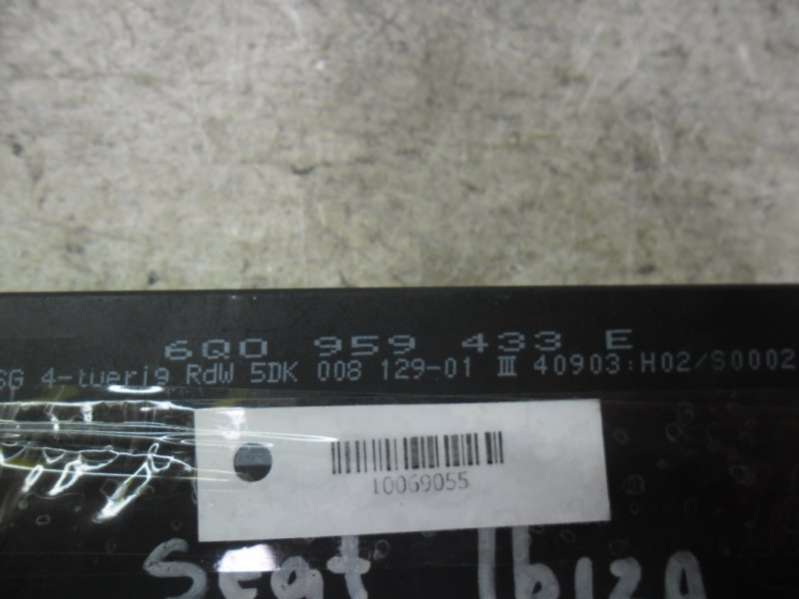 6Q0 959 433 E
SG 4-tuerig RdW 5DK 008 129-01 III 40903:H02/S0002
10069055
Seat Ibiza